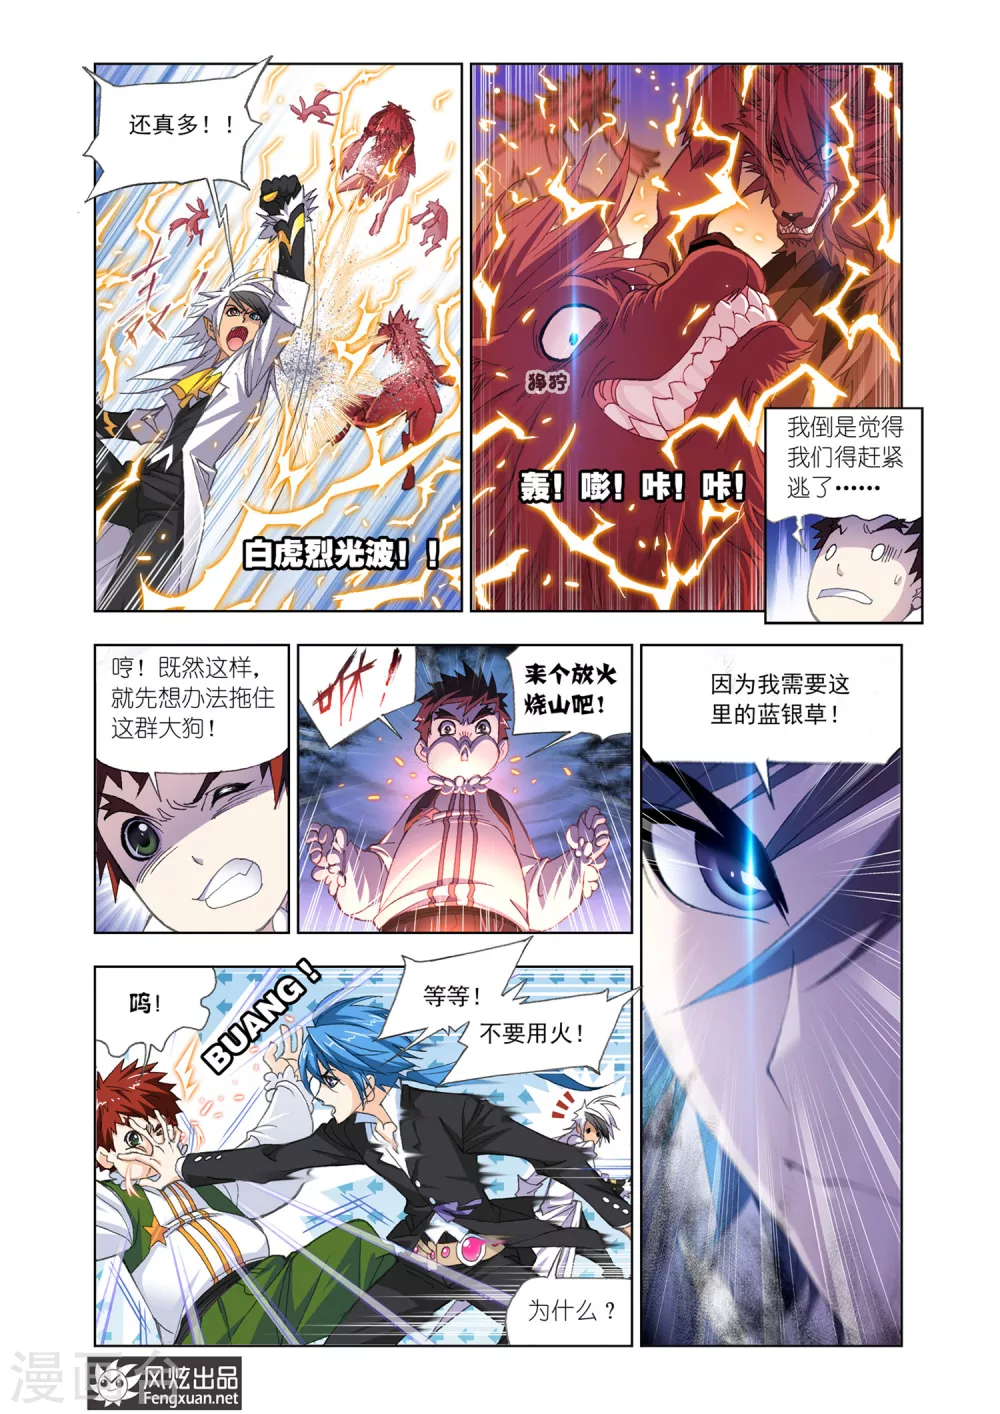 还真多！！
白虎烈光波！！
狰狞
轰！嘭！咔！咔！
我倒是觉得
我们得赶紧
逃了……
哼！既然这样，
就先想办法拖住
这群大狗！
咻！
来个放火
烧山吧！
呜！
BUANG！
等等！
不要用火！
为什么？
因为我需要这
里的蓝银草！
漫画台
风炫出品
Fengxuan.net